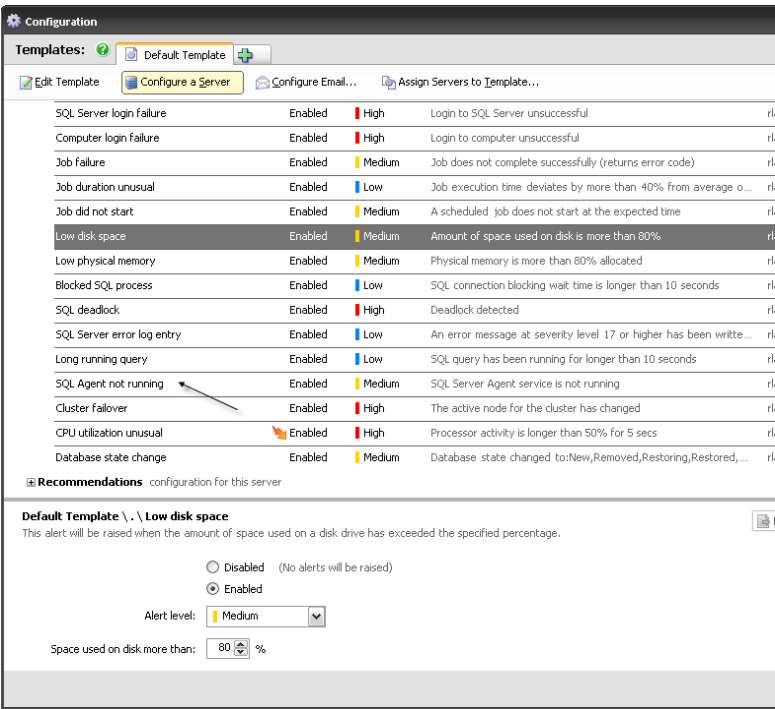 Configuration
Templates: Default Template
Edit Template Configure a Server Configure Email... Assign Servers to Template...
SQL Server login failure Enabled High Login to SQL Server unsuccessful
Computer login failure Enabled High Login to computer unsuccessful
Job failure Enabled Medium Job does not complete successfully (returns error code)
Job duration unusual Enabled Low Job execution time deviates by more than 40% from average o...
Job did not start Enabled Medium A scheduled job does not start at the expected time
Low disk space Enabled Medium Amount of space used on disk is more than 80%
Low physical memory Enabled Medium Physical memory is more than 80% allocated
Blocked SQL process Enabled Low SQL connection blocking wait time is longer than 10 seconds
SQL deadlock Enabled High Deadlock detected
SQL Server error log entry Enabled Low An error message at severity level 17 or higher has been writte...
Long running query Enabled Low SQL query has been running for longer than 10 seconds
SQL Agent not running Enabled Medium SQL Server Agent service is not running
Cluster failover Enabled High The active node for the cluster has changed
CPU utilization unusual Enabled High Processor activity is longer than 50% for 5 secs
Database state change Enabled Medium Database state changed to:New,Removed,Restoring,Restored,...
Recommendations configuration for this server
Default Template \ . \ Low disk space
This alert will be raised when the amount of space used on a disk drive has exceeded the specified percentage.
Disabled (No alerts will be raised)
Enabled
Alert level: Medium
Space used on disk more than: 80 %